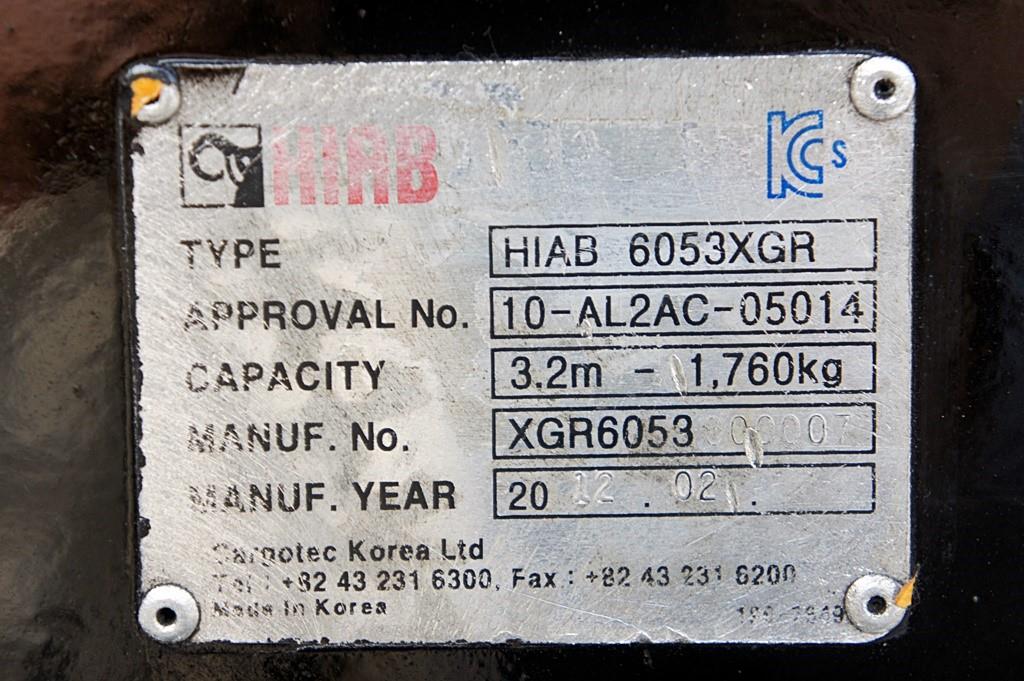 HIAB
KCs
TYPE HIAB 6053XGR
APPROVAL No. 10-AL2AC-05014
CAPACITY 3.2m - 1,760kg
MANUF. No. XGR6053 00007
MANUF. YEAR 2012.02.
Cargotec Korea Ltd
Tel : +82 43 231 6300, Fax : +82 43 231 6200
Made in Korea